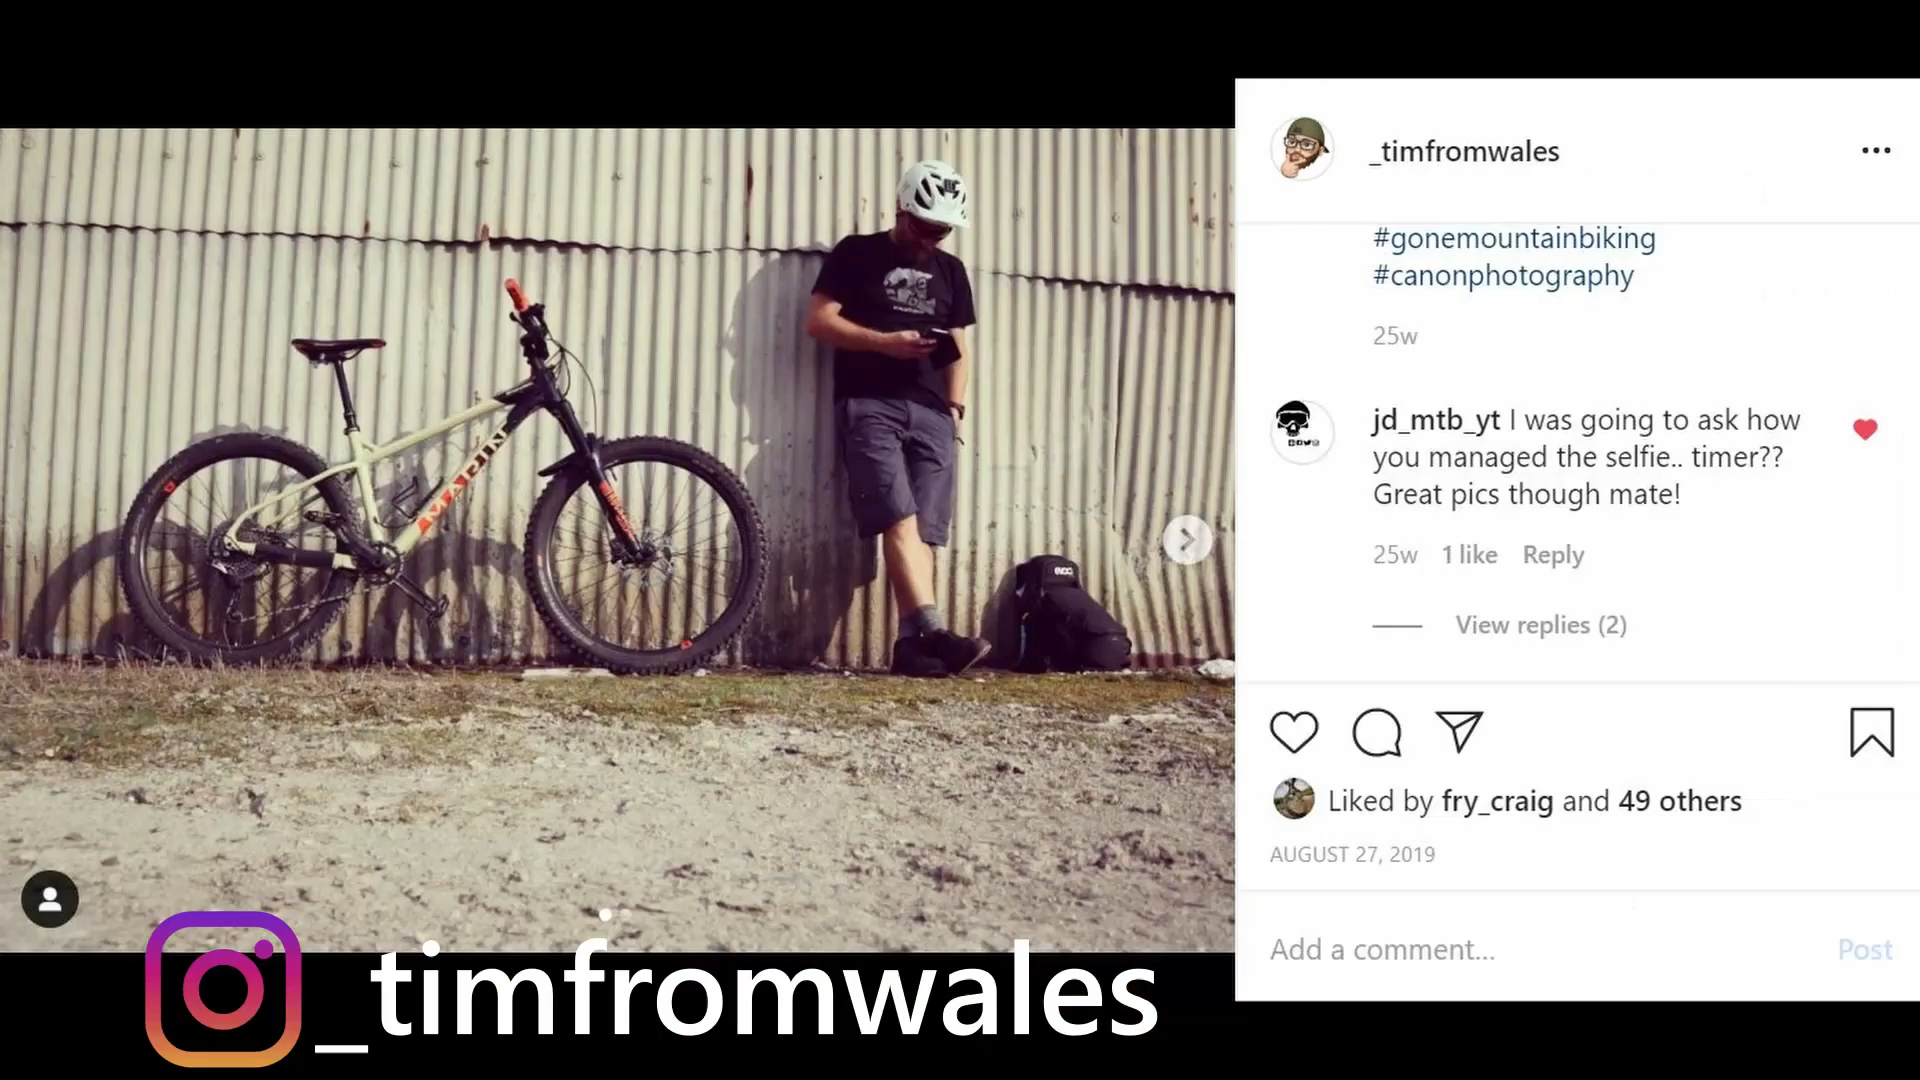 _timfromwales
#gonemountainbiking
#canonphotography
25w
jd_mtb_yt I was going to ask how
you managed the selfie.. timer??
Great pics though mate!
25w 1 like Reply
View replies (2)
Liked by fry_craig and 49 others
AUGUST 27, 2019
Add a comment... Post
MARIN
evoc
_timfromwales